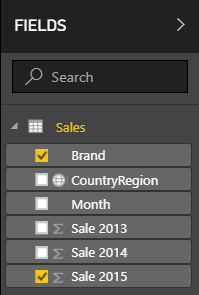 FIELDS
Search
Sales
Brand
CountryRegion
Month
Sale 2013
Sale 2014
Sale 2015